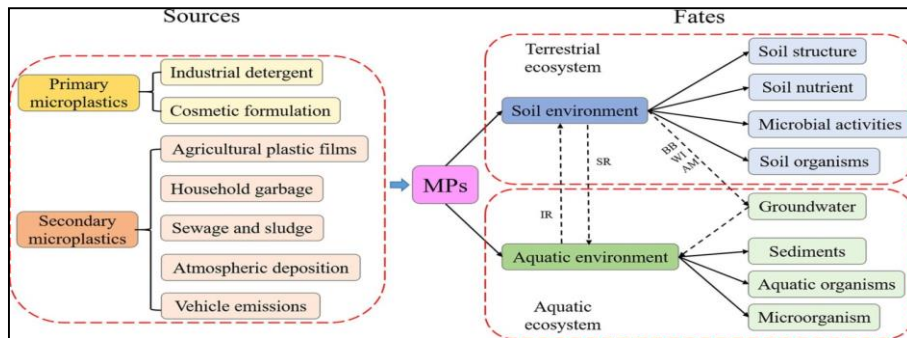 Sources
Fates
Primary
microplastics
Industrial detergent
Cosmetic formulation
Secondary
microplastics
Agricultural plastic films
Household garbage
Sewage and sludge
Atmospheric deposition
Vehicle emissions
MPs
Terrestrial
ecosystem
Soil environment
Soil structure
Soil nutrient
Microbial activities
Soil organisms
BB
WI
AM
SR
IR
Groundwater
Aquatic environment
Sediments
Aquatic organisms
Microorganism
Aquatic
ecosystem